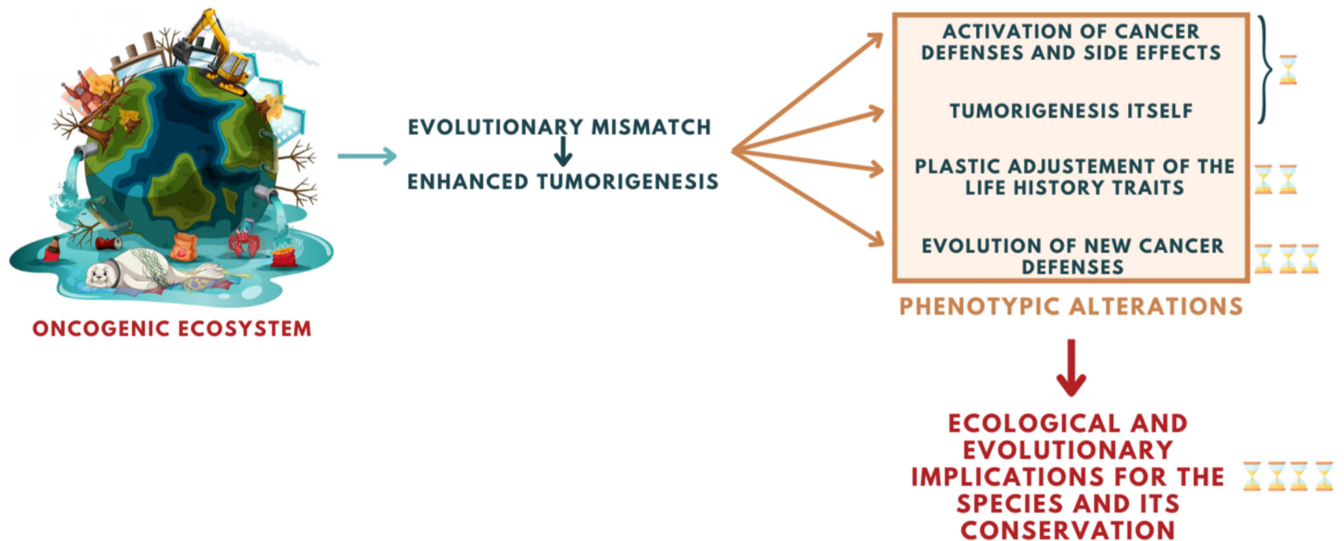 EVOLUTIONARY MISMATCH
ENHANCED TUMORIGENESIS
ONCOGENIC ECOSYSTEM
ACTIVATION OF CANCER
DEFENSES AND SIDE EFFECTS
TUMORIGENESIS ITSELF
PLASTIC ADJUSTEMENT OF THE
LIFE HISTORY TRAITS
EVOLUTION OF NEW CANCER
DEFENSES
PHENOTYPIC ALTERATIONS
ECOLOGICAL AND
EVOLUTIONARY
IMPLICATIONS FOR THE
SPECIES AND ITS
CONSERVATION